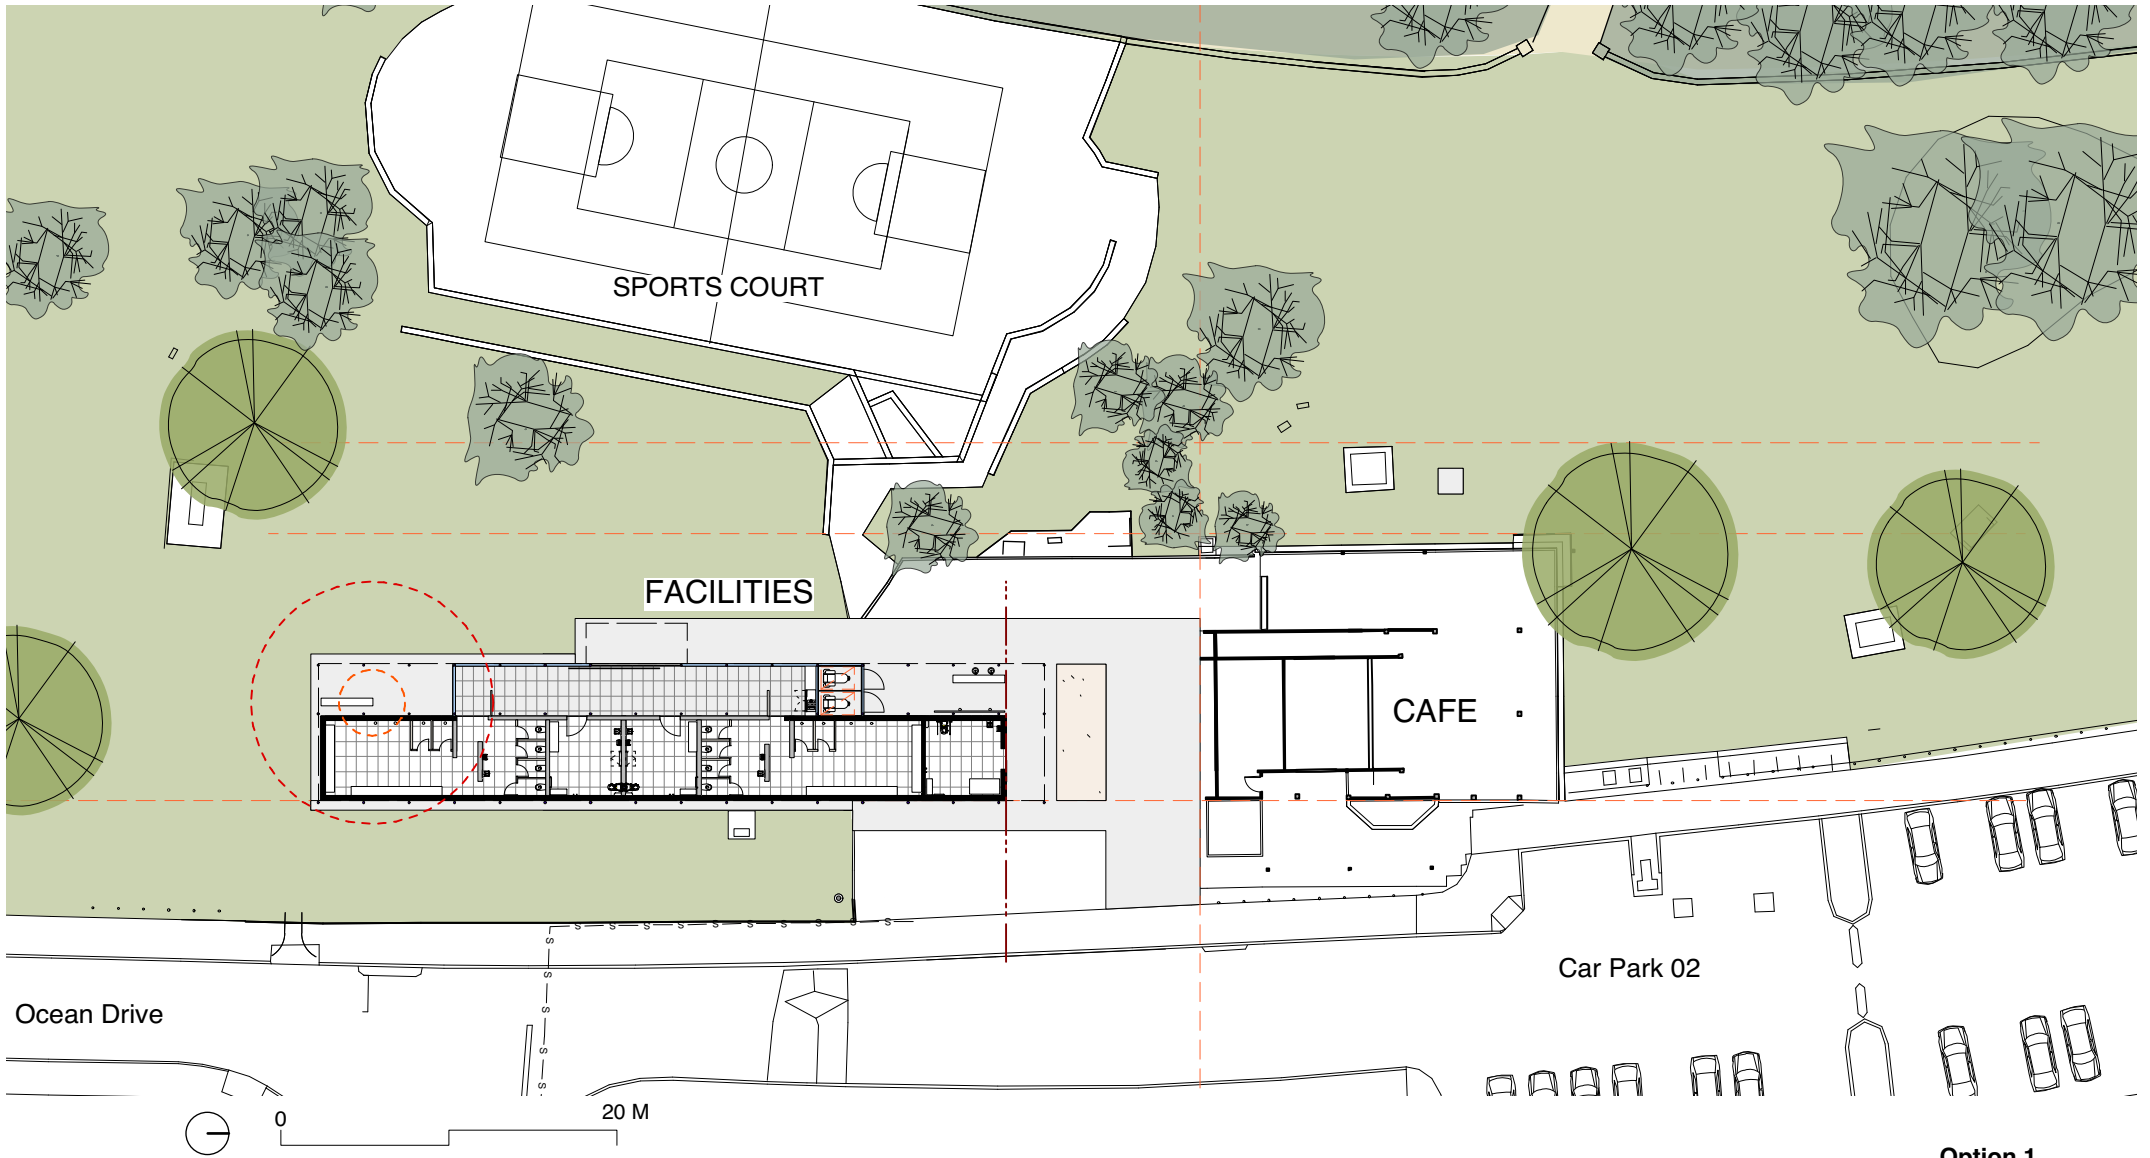 SPORTS COURT
FACILITIES
CAFE
Car Park 02
Ocean Drive
S S S S S S S S S S
S
S
S
S
S
0
20 M
Option 1